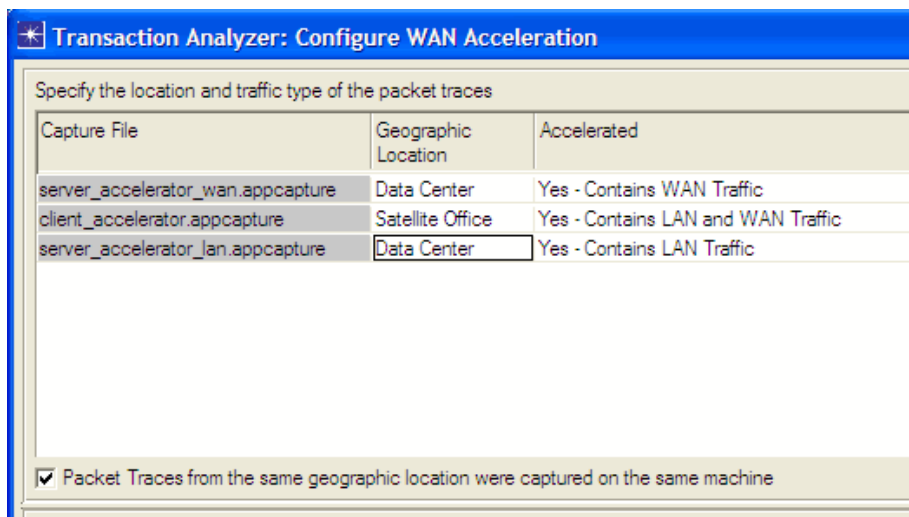 Transaction Analyzer: Configure WAN Acceleration
Specify the location and traffic type of the packet traces
Capture File Geographic Location Accelerated
server_accelerator_wan.appcapture Data Center Yes - Contains WAN Traffic
client_accelerator.appcapture Satellite Office Yes - Contains LAN and WAN Traffic
server_accelerator_lan.appcapture Data Center Yes - Contains LAN Traffic
Packet Traces from the same geographic location were captured on the same machine